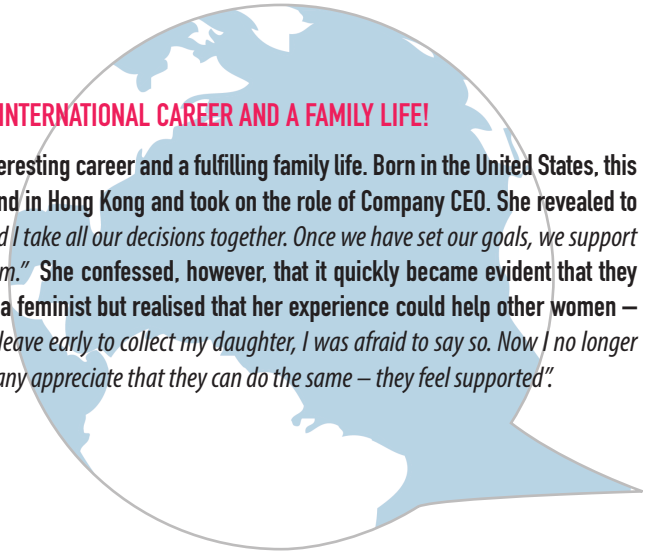 INTERNATIONAL CAREER AND A FAMILY LIFE!
eresting career and a fulfilling family life. Born in the United States, this
nd in Hong Kong and took on the role of Company CEO. She revealed to
d I take all our decisions together. Once we have set our goals, we support
m.” She confessed, however, that it quickly became evident that they
a feminist but realised that her experience could help other women –
leave early to collect my daughter, I was afraid to say so. Now I no longer
any appreciate that they can do the same – they feel supported”.